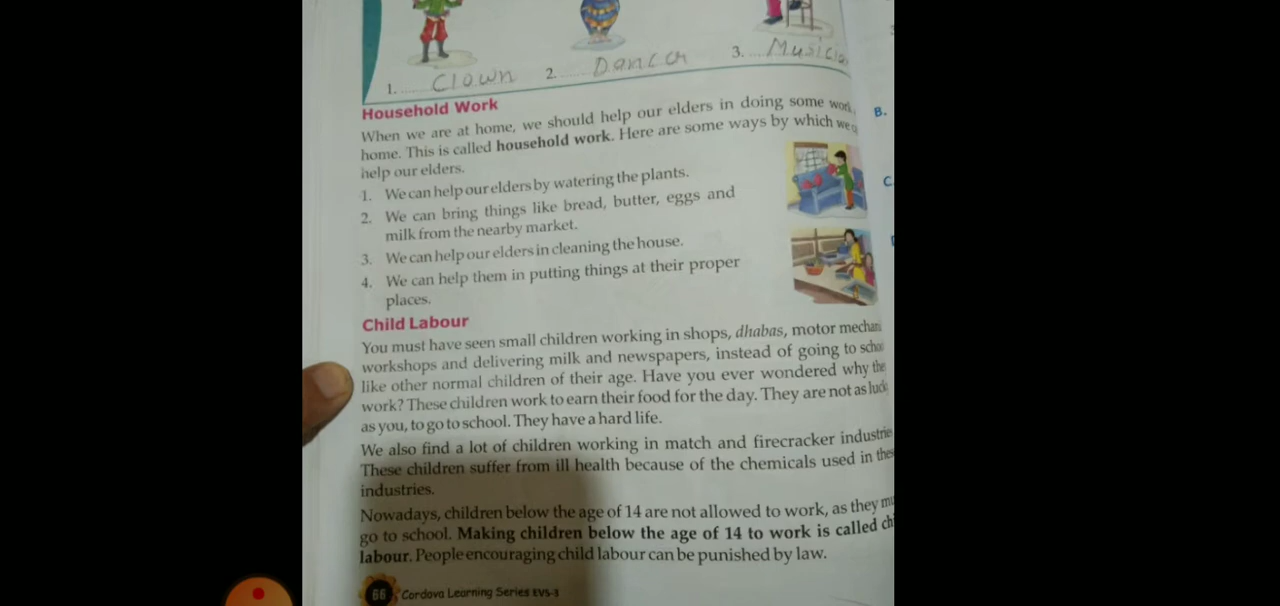 1. ...... Clown 2. ...... Dancer 3. .... Musician
Household Work
When we are at home, we should help our elders in doing some work
home. This is called household work. Here are some ways by which we
help our elders.
1. We can help our elders by watering the plants.
2. We can bring things like bread, butter, eggs and
milk from the nearby market.
3. We can help our elders in cleaning the house.
4. We can help them in putting things at their proper
places.
Child Labour
You must have seen small children working in shops, dhabas, motor mechani
workshops and delivering milk and newspapers, instead of going to schoo
like other normal children of their age. Have you ever wondered why the
work? These children work to earn their food for the day. They are not as luck
as you, to go to school. They have a hard life.
We also find a lot of children working in match and firecracker industrie
These children suffer from ill health because of the chemicals used in thes
industries.
Nowadays, children below the age of 14 are not allowed to work, as they mu
go to school. Making children below the age of 14 to work is called chi
labour. People encouraging child labour can be punished by law.
66 Cordova Learning Series EVS-3
B.
C.